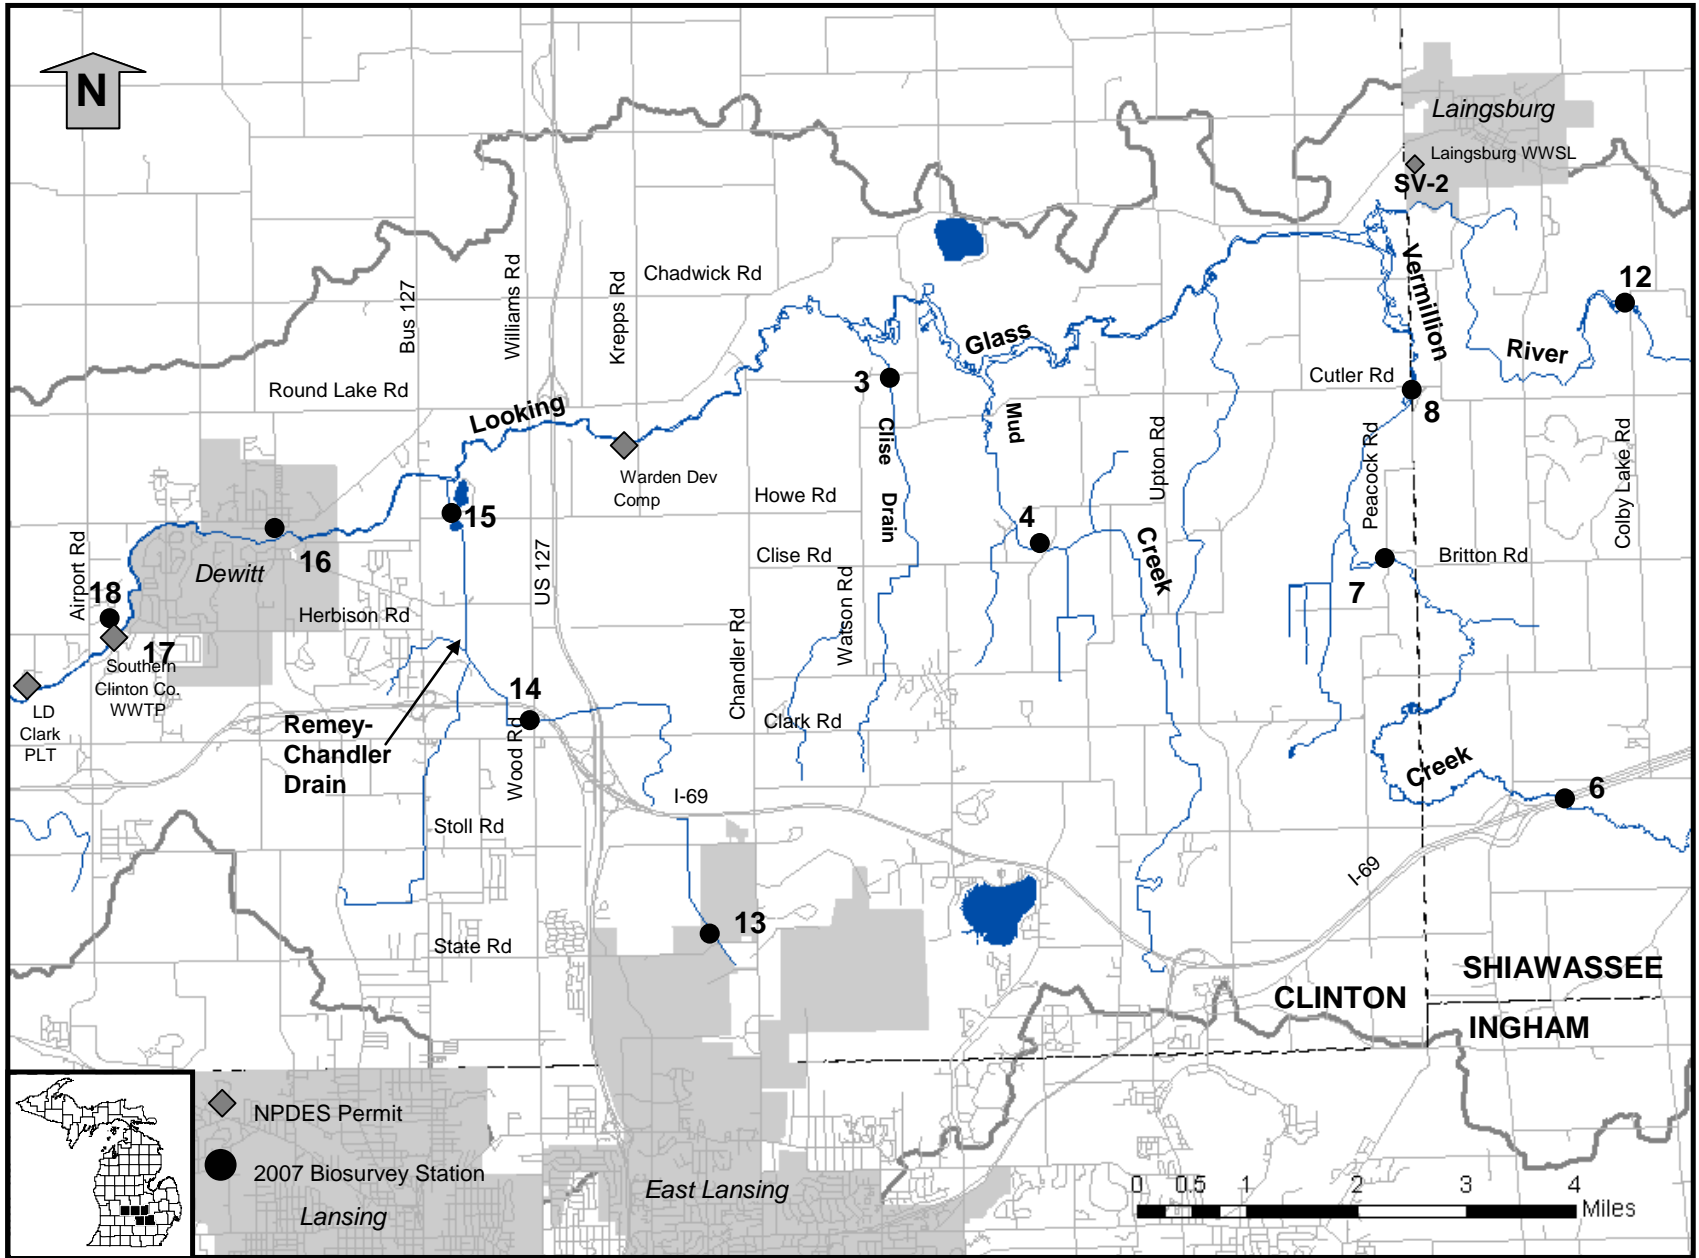 N
Laingsburg
Laingsburg WWSL
SV-2
Vermillion
12
River
Chadwick Rd
Bus 127
Williams Rd
Krepps Rd
Glass
Round Lake Rd
Looking
3
Cutler Rd
8
Clise
Drain
Mud
Upton Rd
Peacock Rd
Colby Lake Rd
Warden Dev
Comp
Howe Rd
15
4
16
Clise Rd
Creek
Britton Rd
7
Dewitt
Airport Rd
18
US 127
Herbison Rd
Chandler Rd
Watson Rd
17
Southern
Clinton Co.
WWTP
LD
Clark
PLT
14
Remey-
Chandler
Drain
Wood Rd
Clark Rd
Creek
6
I-69
Stoll Rd
I-69
13
State Rd
SHIAWASSEE
CLINTON
INGHAM
NPDES Permit
2007 Biosurvey Station
Lansing
East Lansing
0 0.5 1 2 3 4
Miles